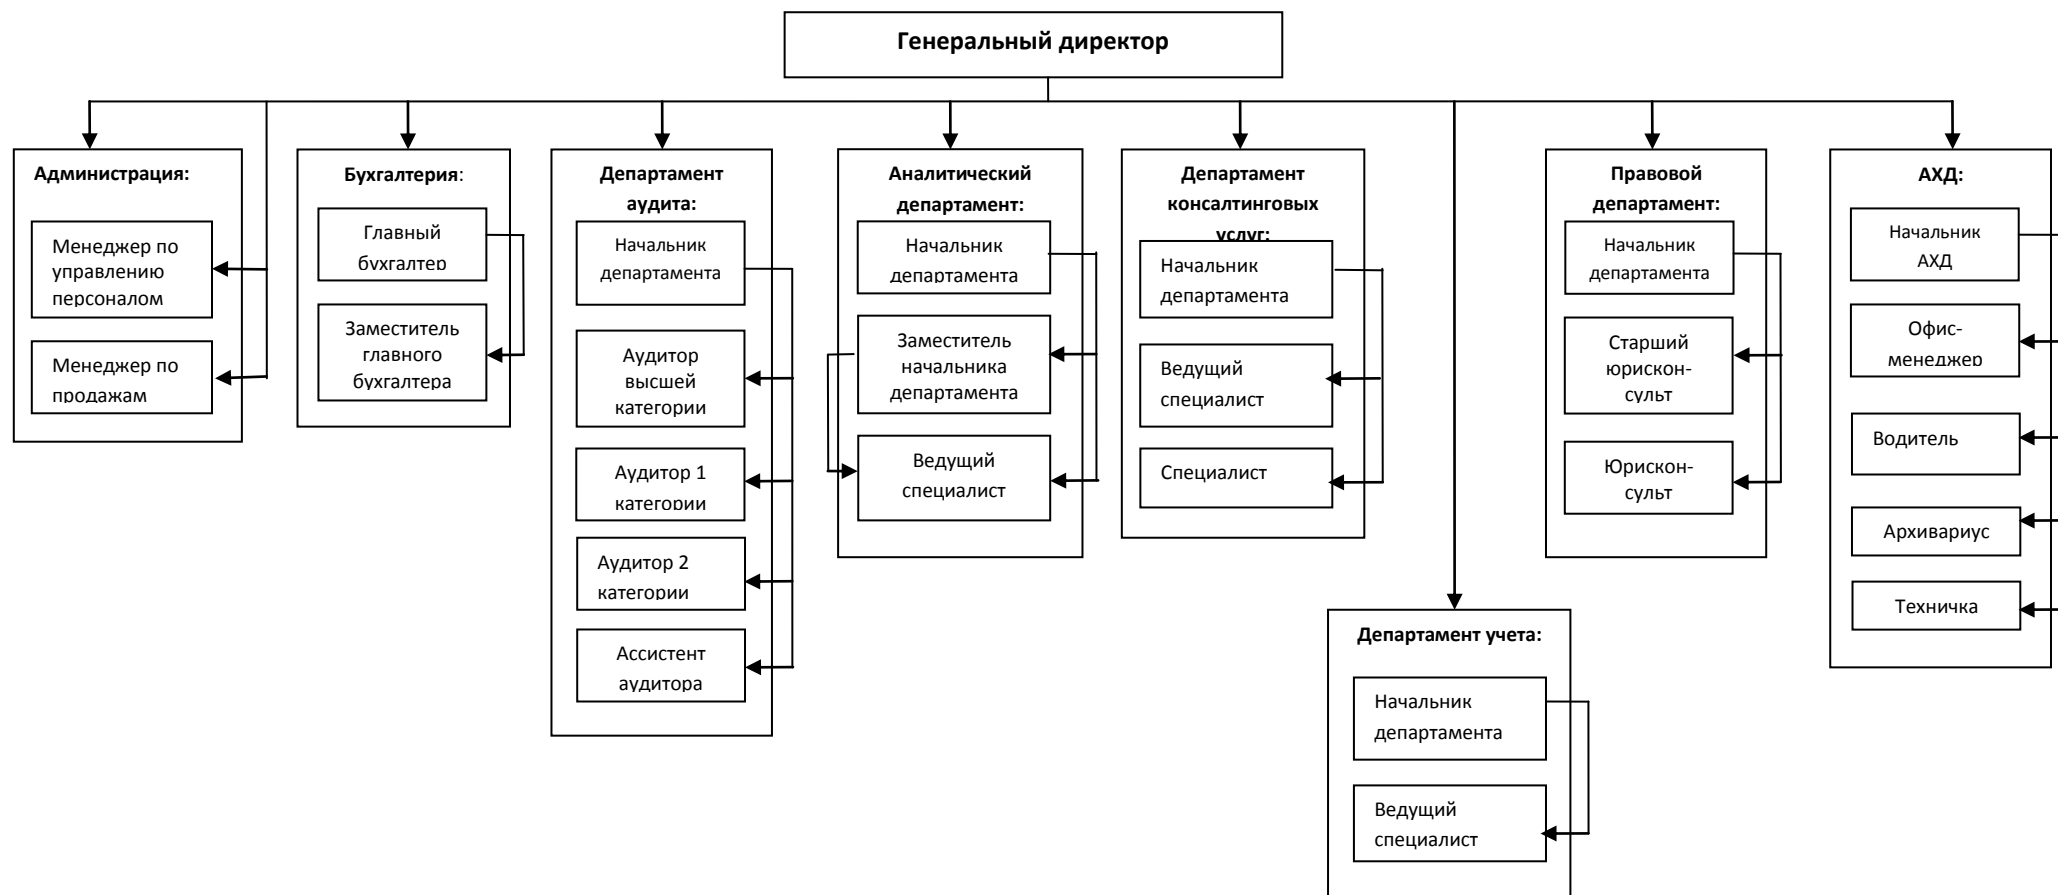 Генеральный директор
Администрация:
Менеджер по
управлению
персоналом
Менеджер по
продажам
Бухгалтерия:
Главный
бухгалтер
Заместитель
главного
бухгалтера
Департамент
аудита:
Начальник
департамента
Аудитор
высшей
категории
Аудитор 1
категории
Аудитор 2
категории
Ассистент
аудитора
Аналитический
департамент:
Начальник
департамента
Заместитель
начальника
департамента
Ведущий
специалист
Департамент
консалтинговых
услуг:
Начальник
департамента
Ведущий
специалист
Специалист
Департамент учета:
Начальник
департамента
Ведущий
специалист
Правовой
департамент:
Начальник
департамента
Старший
юрискон-
сульт
Юрискон-
сульт
АХД:
Начальник
АХД
Офис-
менеджер
Водитель
Архивариус
Техничка